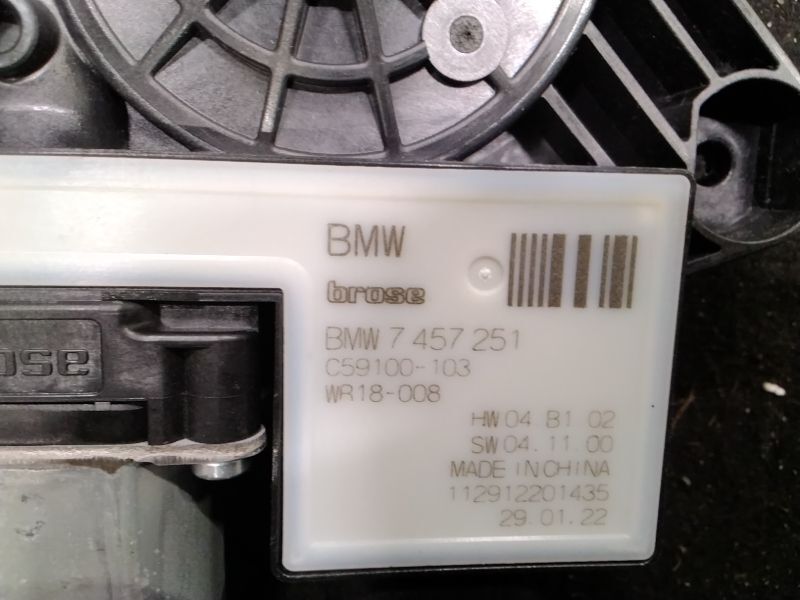 BMW
brose
BMW 7 457 251
C59100-103
WR18-008
HW 04 B1 02
SW 04.11.00
MADE IN CHINA
112912201435
29.01.22